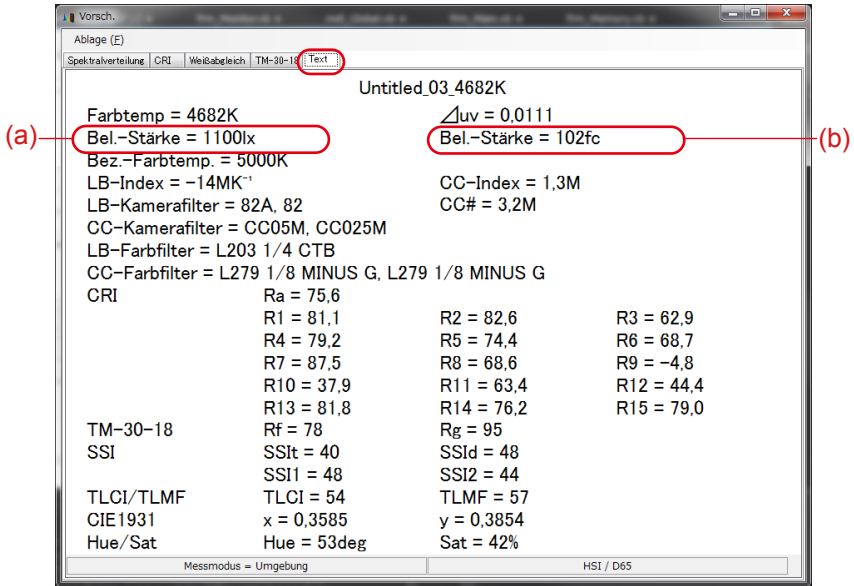 Vorsch.
Ablage (F)
Spektralverteilung CRI Weißabgleich TM-30-18 Text
Untitled_03_4682K
Farbtemp = 4682K ⊿uv = 0,0111
(a) Bel.-Stärke = 1100lx Bel.-Stärke = 102fc (b)
Bez.-Farbtemp. = 5000K
LB-Index = -14MK⁻¹ CC-Index = 1,3M
LB-Kamerafilter = 82A, 82 CC# = 3,2M
CC-Kamerafilter = CC05M, CC025M
LB-Farbfilter = L203 1/4 CTB
CC-Farbfilter = L279 1/8 MINUS G, L279 1/8 MINUS G
CRI Ra = 75,6
R1 = 81,1 R2 = 82,6 R3 = 62,9
R4 = 79,2 R5 = 74,4 R6 = 68,7
R7 = 87,5 R8 = 68,6 R9 = -4,8
R10 = 37,9 R11 = 63,4 R12 = 44,4
R13 = 81,8 R14 = 76,2 R15 = 79,0
TM-30-18 Rf = 78 Rg = 95
SSI SSIt = 40 SSId = 48
SSI1 = 48 SSI2 = 44
TLCI/TLMF TLCI = 54 TLMF = 57
CIE1931 x = 0,3585 y = 0,3854
Hue/Sat Hue = 53deg Sat = 42%
Messmodus = Umgebung HSI / D65